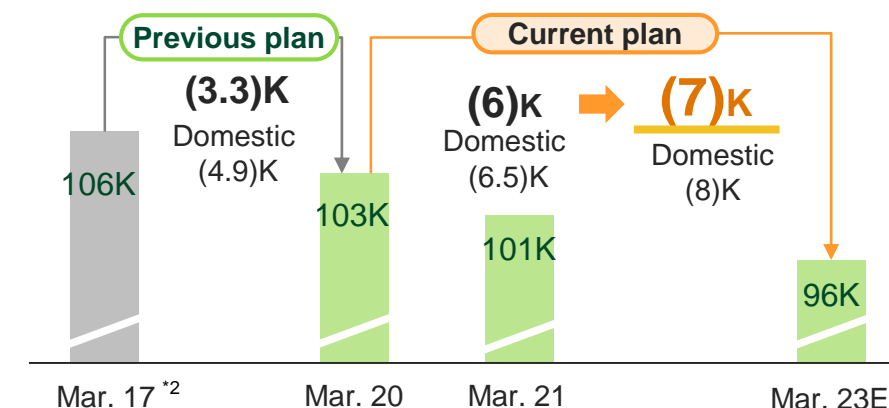 Previous plan
Current plan
(3.3)K
Domestic
(4.9)K
(6)K
Domestic
(6.5)K
(7)K
Domestic
(8)K
106K
103K
101K
96K
Mar. 17 *2
Mar. 20
Mar. 21
Mar. 23E